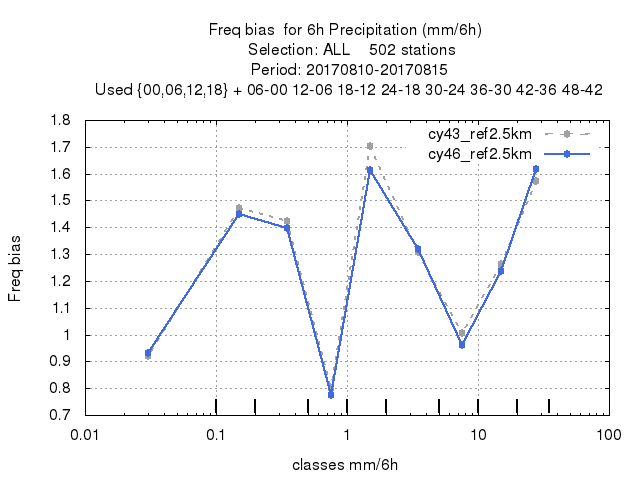 Freq bias  for 6h Precipitation (mm/6h)
Selection: ALL    502 stations
Period: 20170810-20170815
Used {00,06,12,18} + 06-00 12-06 18-12 24-18 30-24 36-30 42-36 48-42
cy43_ref2.5km
cy46_ref2.5km
1.8
1.7
1.6
1.5
1.4
1.3
1.2
1.1
1
0.9
0.8
0.7
Freq bias
0.01 0.1 1 10 100
classes mm/6h